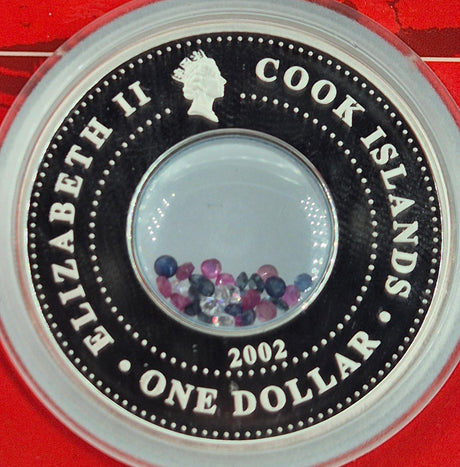 ELIZABETH II
COOK ISLANDS
2002
• ONE DOLLAR •